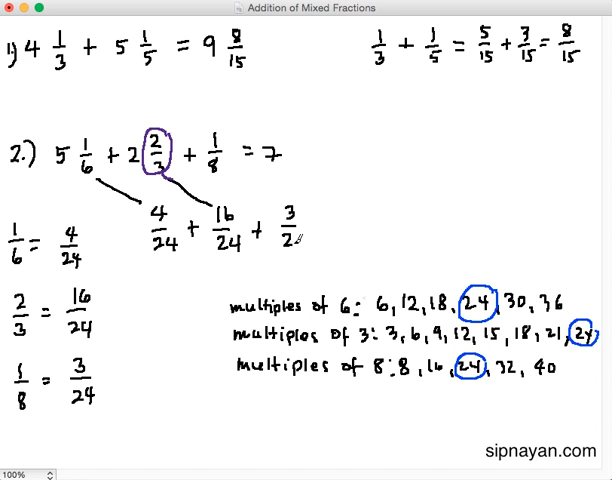 Addition of Mixed Fractions
1) 4 1/3 + 5 1/5 = 9 8/15
1/3 + 1/5 = 5/15 + 3/15 = 8/15
2.) 5 1/6 + 2 2/3 + 1/8 = 7
4/24 + 16/24 + 3/2
1/6 = 4/24
2/3 = 16/24
multiples of 6: 6, 12, 18, 24, 30, 36
multiples of 3: 3, 6, 9, 12, 15, 18, 21, 24
1/8 = 3/24
multiples of 8: 8, 16, 24, 32, 40
sipnayan.com
100%